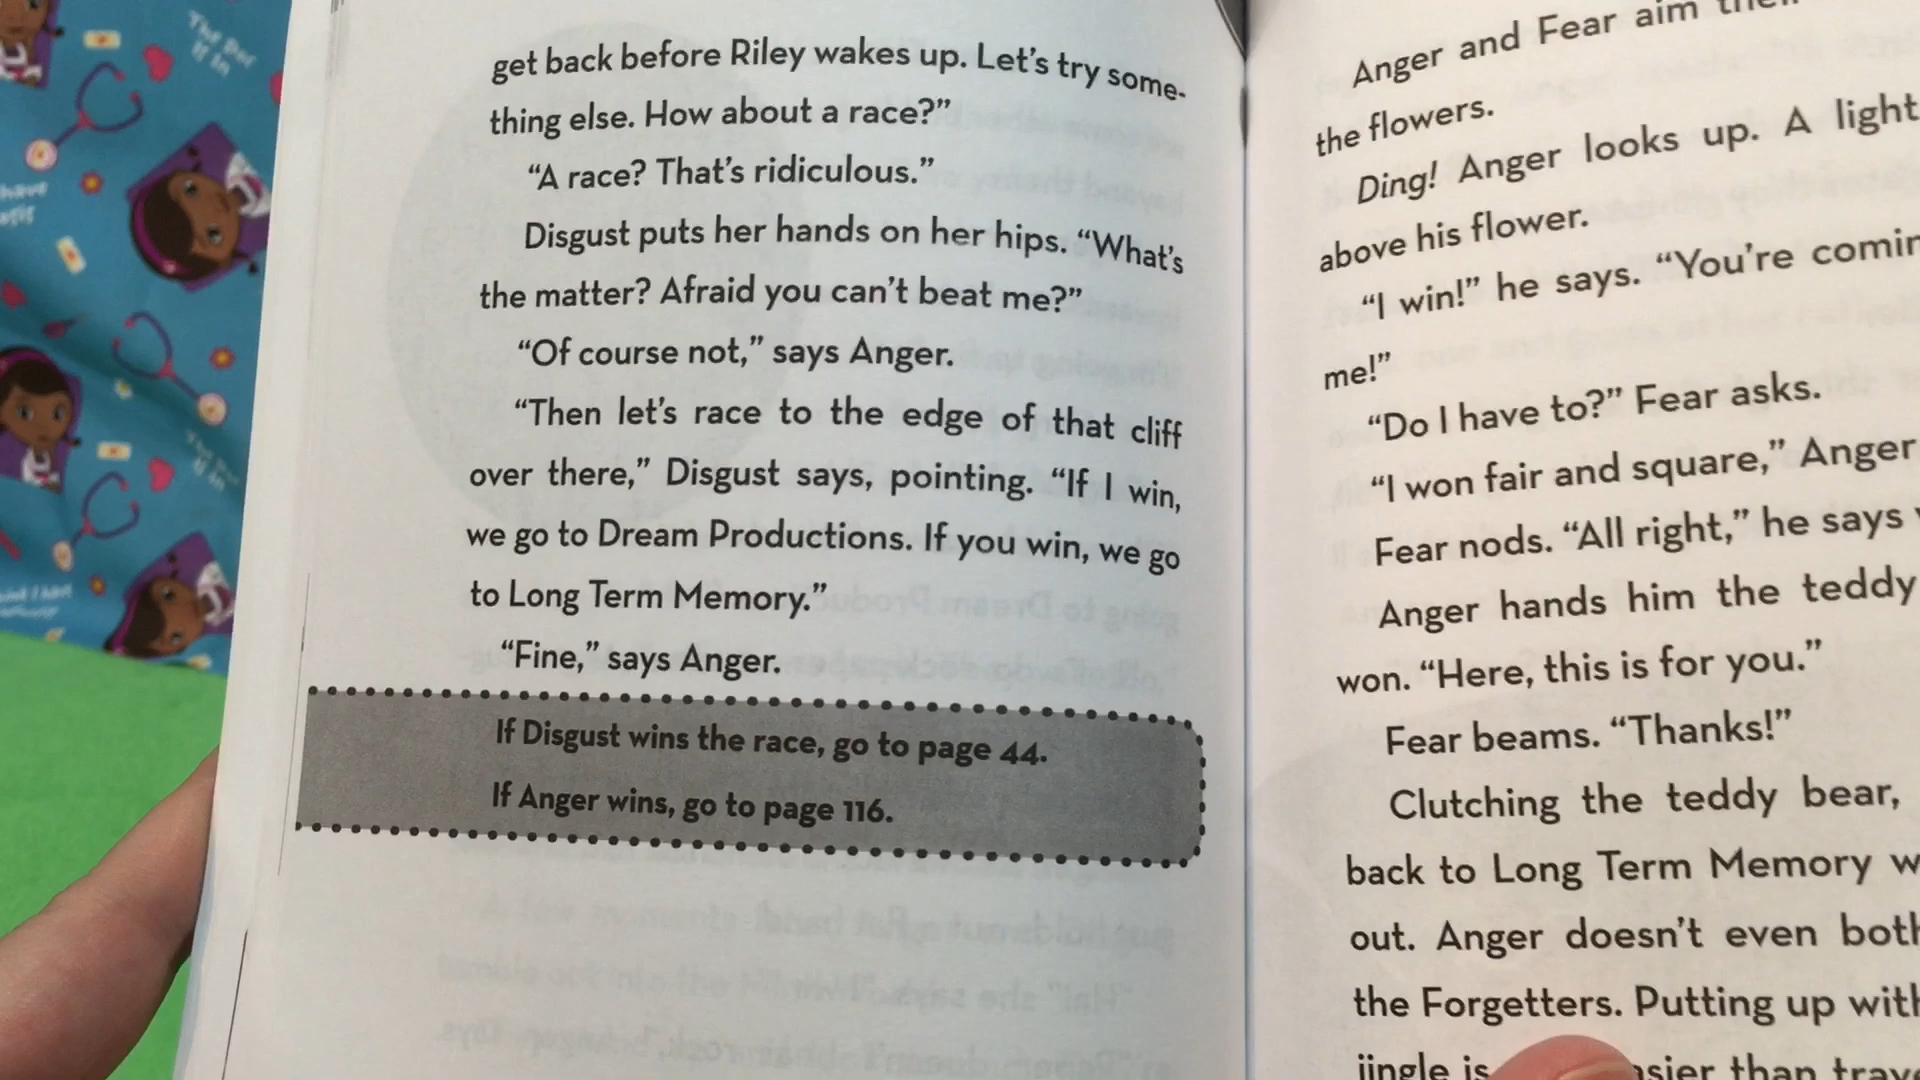 get back before Riley wakes up. Let's try some-
thing else. How about a race?”
“A race? That's ridiculous.”
Disgust puts her hands on her hips. “What's
the matter? Afraid you can't beat me?”
“Of course not,” says Anger.
“Then let's race to the edge of that cliff
over there,” Disgust says, pointing. “If I win,
we go to Dream Productions. If you win, we go
to Long Term Memory.”
“Fine,” says Anger.
If Disgust wins the race, go to page 44.
If Anger wins, go to page 116.
Anger and Fear aim
the flowers.
Ding! Anger looks up. A light
above his flower.
“I win!” he says. “You're
me!”
“Do I have to?” Fear asks.
“I won fair and square,” Anger
Fear nods. “All right,” he says
Anger hands him the teddy
won. “Here, this is for you.”
Fear beams. “Thanks!”
Clutching the teddy bear,
back to Long Term Memory
out. Anger doesn't even
the Forgetters. Putting up
jingle is than